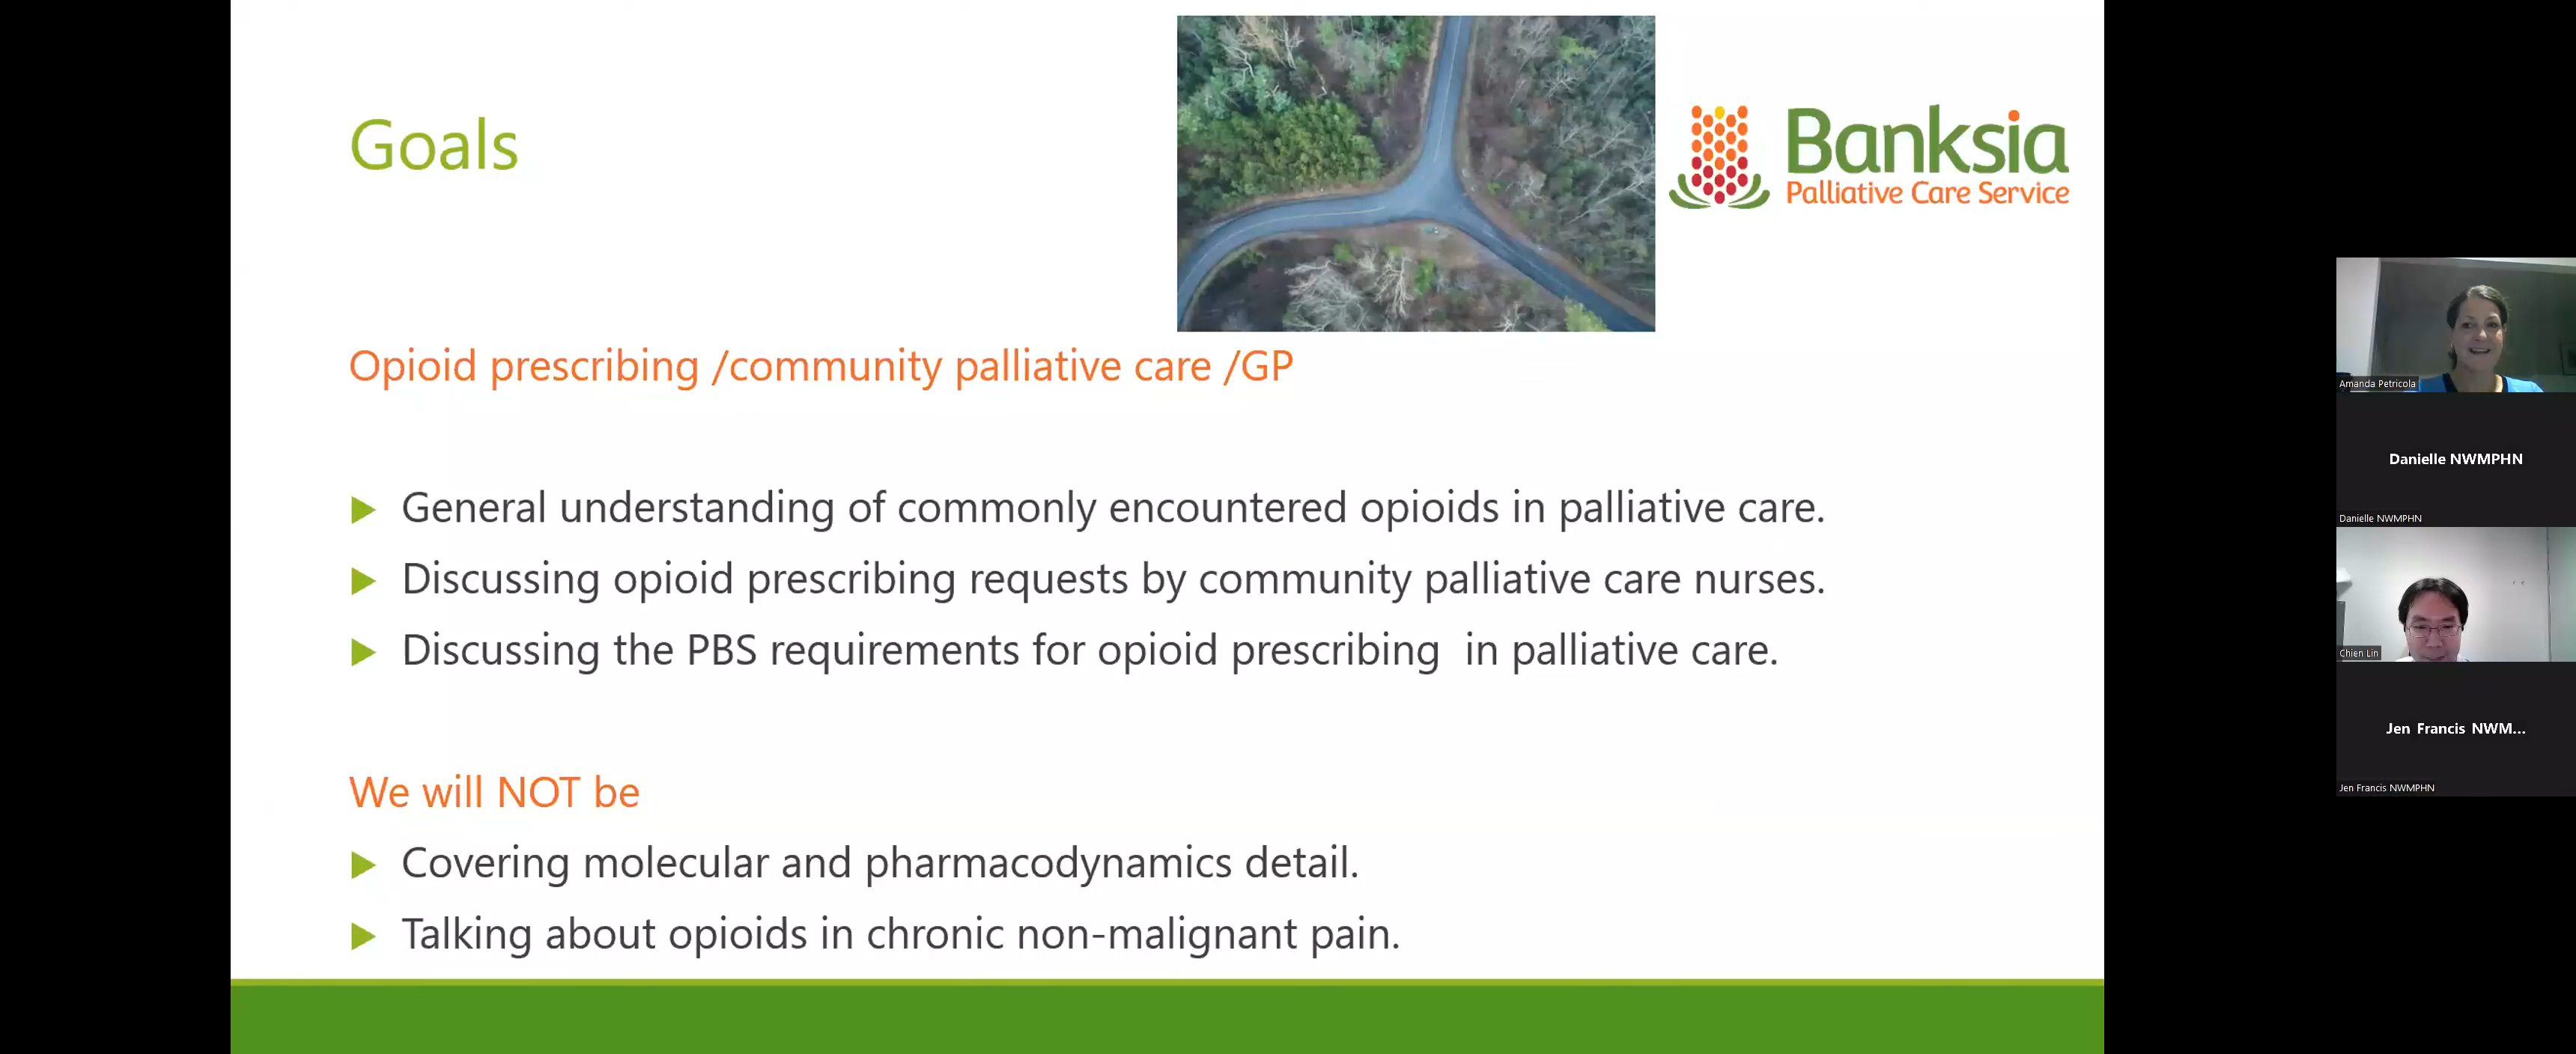 Goals
Banksia
Palliative Care Service
Opioid prescribing /community palliative care /GP
General understanding of commonly encountered opioids in palliative care.
Discussing opioid prescribing requests by community palliative care nurses.
Discussing the PBS requirements for opioid prescribing  in palliative care.
We will NOT be
Covering molecular and pharmacodynamics detail.
Talking about opioids in chronic non-malignant pain.
Amanda Petricola
Danielle NWMPHN
Danielle NWMPHN
Chien Lin
Jen Francis NWM...
Jen Francis NWMPHN